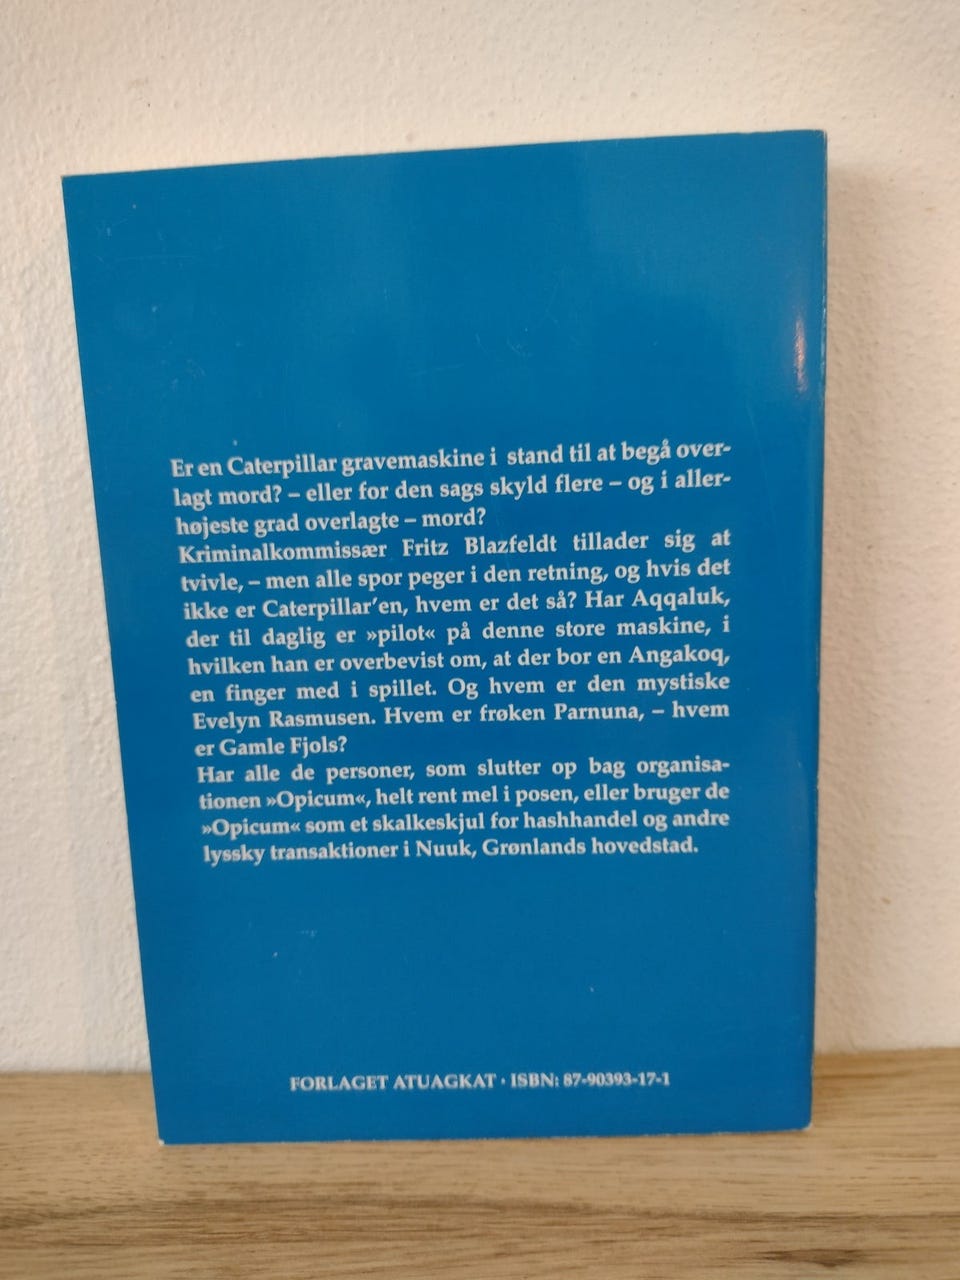 Er en Caterpillar gravemaskine i stand til at begå over-
lagt mord? – eller for den sags skyld flere – og i aller-
højeste grad overlagte – mord?
Kriminalkommissær Fritz Blazfeldt tillader sig at
tvivle, – men alle spor peger i den retning, og hvis det
ikke er Caterpillar'en, hvem er det så? Har Aqqaluk,
der til daglig er »pilot« på denne store maskine, i
hvilken han er overbevist om, at der bor en Angakoq,
en finger med i spillet. Og hvem er den mystiske
Evelyn Rasmusen. Hvem er frøken Parnuna, – hvem
er Gamle Fjols?
Har alle de personer, som slutter op bag organisa-
tionen »Opicum«, helt rent mel i posen, eller bruger de
»Opicum« som et skalkeskjul for hashhandel og andre
lyssky transaktioner i Nuuk, Grønlands hovedstad.
FORLAGET ATUAGKAT · ISBN: 87-90393-17-1